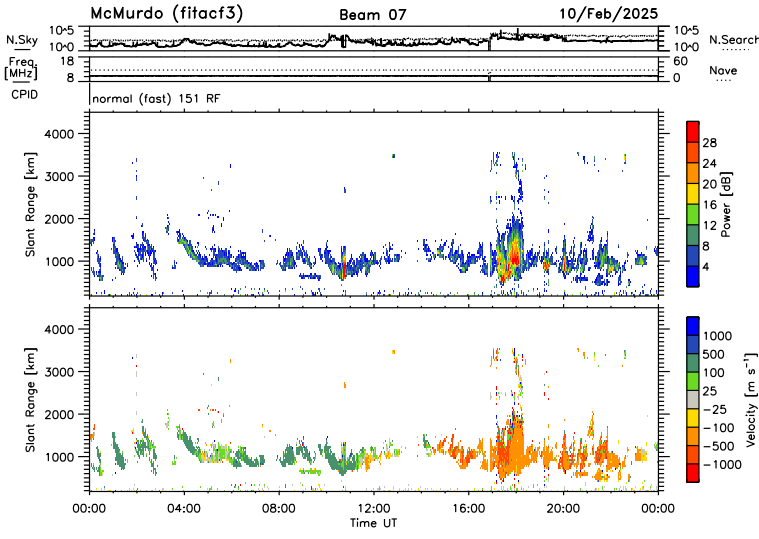 McMurdo (fitacf3) Beam 07 10/Feb/2025
N.Sky 10^5 10^0 10^5 10^0 N.Search
Freq. [MHz] 18 8 60 0 Nave
CPID normal (fast) 151 RF
Slant Range [km]
4000
3000
2000
1000
Power [dB]
28
24
20
16
12
8
4
Slant Range [km]
4000
3000
2000
1000
Velocity [m s⁻¹]
1000
500
100
25
−25
−100
−500
−1000
00:00 04:00 08:00 12:00 16:00 20:00 00:00
Time UT